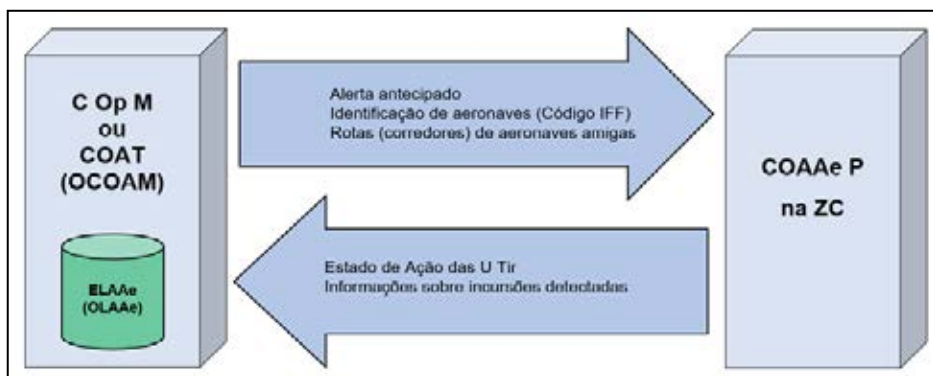 C Op M
ou
COAT
(OCOAM)
ELAAe
(OLAAe)
Alerta antecipado
Identificação de aeronaves (Código IFF)
Rotas (corredores) de aeronaves amigas
Estado de Ação das U Tir
Informações sobre incursões detectadas
COAAe P
na ZC